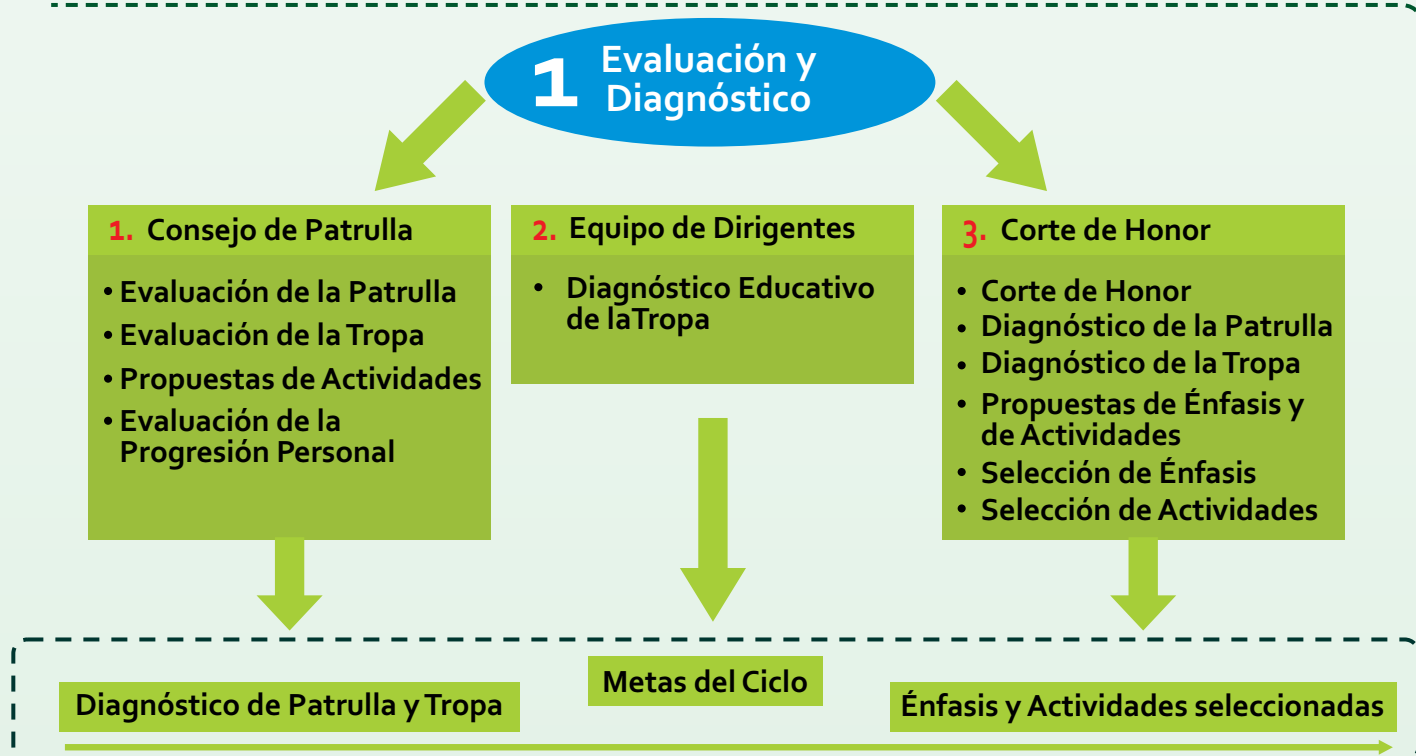 1 Evaluación y
Diagnóstico
1. Consejo de Patrulla
• Evaluación de la Patrulla
• Evaluación de la Tropa
• Propuestas de Actividades
• Evaluación de la
Progresión Personal
2. Equipo de Dirigentes
• Diagnóstico Educativo
de laTropa
3. Corte de Honor
• Corte de Honor
• Diagnóstico de la Patrulla
• Diagnóstico de la Tropa
• Propuestas de Énfasis y
de Actividades
• Selección de Énfasis
• Selección de Actividades
Diagnóstico de Patrulla y Tropa
Metas del Ciclo
Énfasis y Actividades seleccionadas